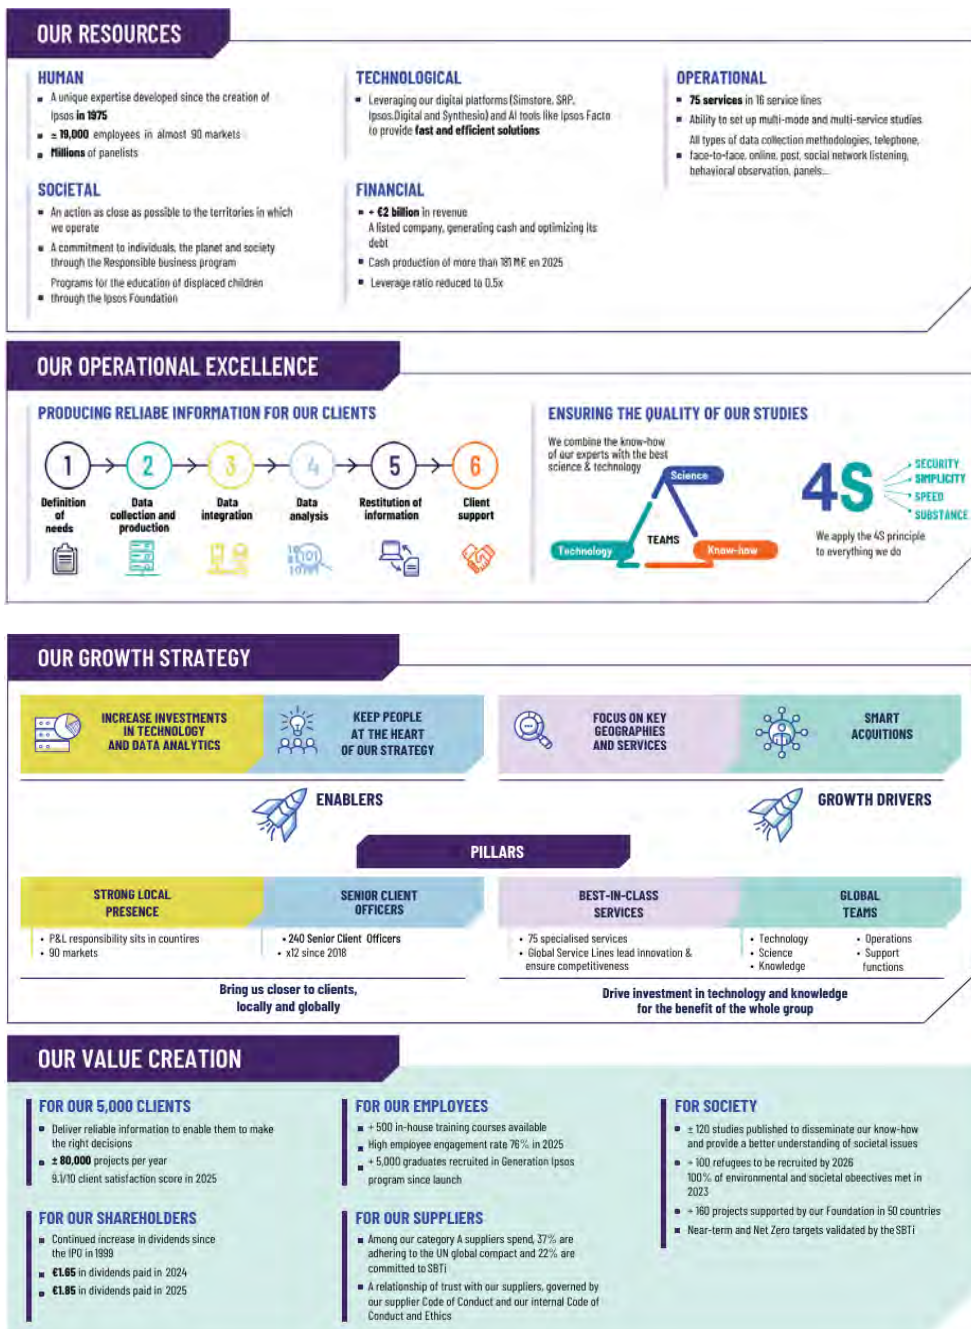 OUR RESOURCES
HUMAN
A unique expertise developed since the creation of
Ipsos in 1975
± 19,000 employees in almost 90 markets
Millions of panelists
TECHNOLOGICAL
Leveraging our digital platforms (Simstore, SRP,
Ipsos.Digital and Synthesio) and AI tools like Ipsos Facto
to provide fast and efficient solutions
OPERATIONAL
75 services in 16 service lines
Ability to set up multi-mode and multi-service studies
All types of data collection methodologies, telephone,
face-to-face, online, post, social network listening,
behavioral observation, panels...
SOCIETAL
An action as close as possible to the territories in which
we operate
A commitment to individuals, the planet and society
through the Responsible business program
Programs for the education of displaced children
through the Ipsos Foundation
FINANCIAL
+ €2 billion in revenue
A listed company, generating cash and optimizing its
debt
Cash production of more than 181 M€ en 2025
Leverage ratio reduced to 0.5x
OUR OPERATIONAL EXCELLENCE
PRODUCING RELIABE INFORMATION FOR OUR CLIENTS
1
2
3
4
5
6
Definition
of
needs
Data
collection and
production
Data
integration
Data
analysis
Restitution of
information
Client
support
ENSURING THE QUALITY OF OUR STUDIES
We combine the know-how
of our experts with the best
science & technology
Science
TEAMS
Technology
Know-how
4S
SECURITY
SIMPLICITY
SPEED
SUBSTANCE
We apply the 4S principle
to everything we do
OUR GROWTH STRATEGY
INCREASE INVESTMENTS
IN TECHNOLOGY
AND DATA ANALYTICS
KEEP PEOPLE
AT THE HEART
OF OUR STRATEGY
FOCUS ON KEY
GEOGRAPHIES
AND SERVICES
SMART
ACQUITIONS
ENABLERS
GROWTH DRIVERS
PILLARS
STRONG LOCAL
PRESENCE
SENIOR CLIENT
OFFICERS
BEST-IN-CLASS
SERVICES
GLOBAL
TEAMS
• P&L responsibility sits in countires
• 90 markets
• 240 Senior Client Officers
• x12 since 2018
• 75 specialised services
• Global Service Lines lead innovation &
ensure competitiveness
• Technology
• Science
• Knowledge
• Operations
• Support
functions
Bring us closer to clients,
locally and globally
Drive investment in technology and knowledge
for the benefit of the whole group
OUR VALUE CREATION
FOR OUR 5,000 CLIENTS
Deliver reliable information to enable them to make
the right decisions
± 80,000 projects per year
9.1/10 client satisfaction score in 2025
FOR OUR EMPLOYEES
+ 500 in-house training courses available
High employee engagement rate 76% in 2025
+ 5,000 graduates recruited in Generation Ipsos
program since launch
FOR SOCIETY
± 120 studies published to disseminate our know-how
and provide a better understanding of societal issues
+ 100 refugees to be recruited by 2026
100% of environmental and societal obeectives met in
2023
+ 160 projects supported by our Foundation in 50 countries
Near-term and Net Zero targets validated by the SBTi
FOR OUR SHAREHOLDERS
Continued increase in dividends since
the IPO in 1999
€1.65 in dividends paid in 2024
€1.85 in dividends paid in 2025
FOR OUR SUPPLIERS
Among our category A suppliers spend, 37% are
adhering to the UN global compact and 22% are
committed to SBTi
A relationship of trust with our suppliers, governed by
our supplier Code of Conduct and our internal Code of
Conduct and Ethics